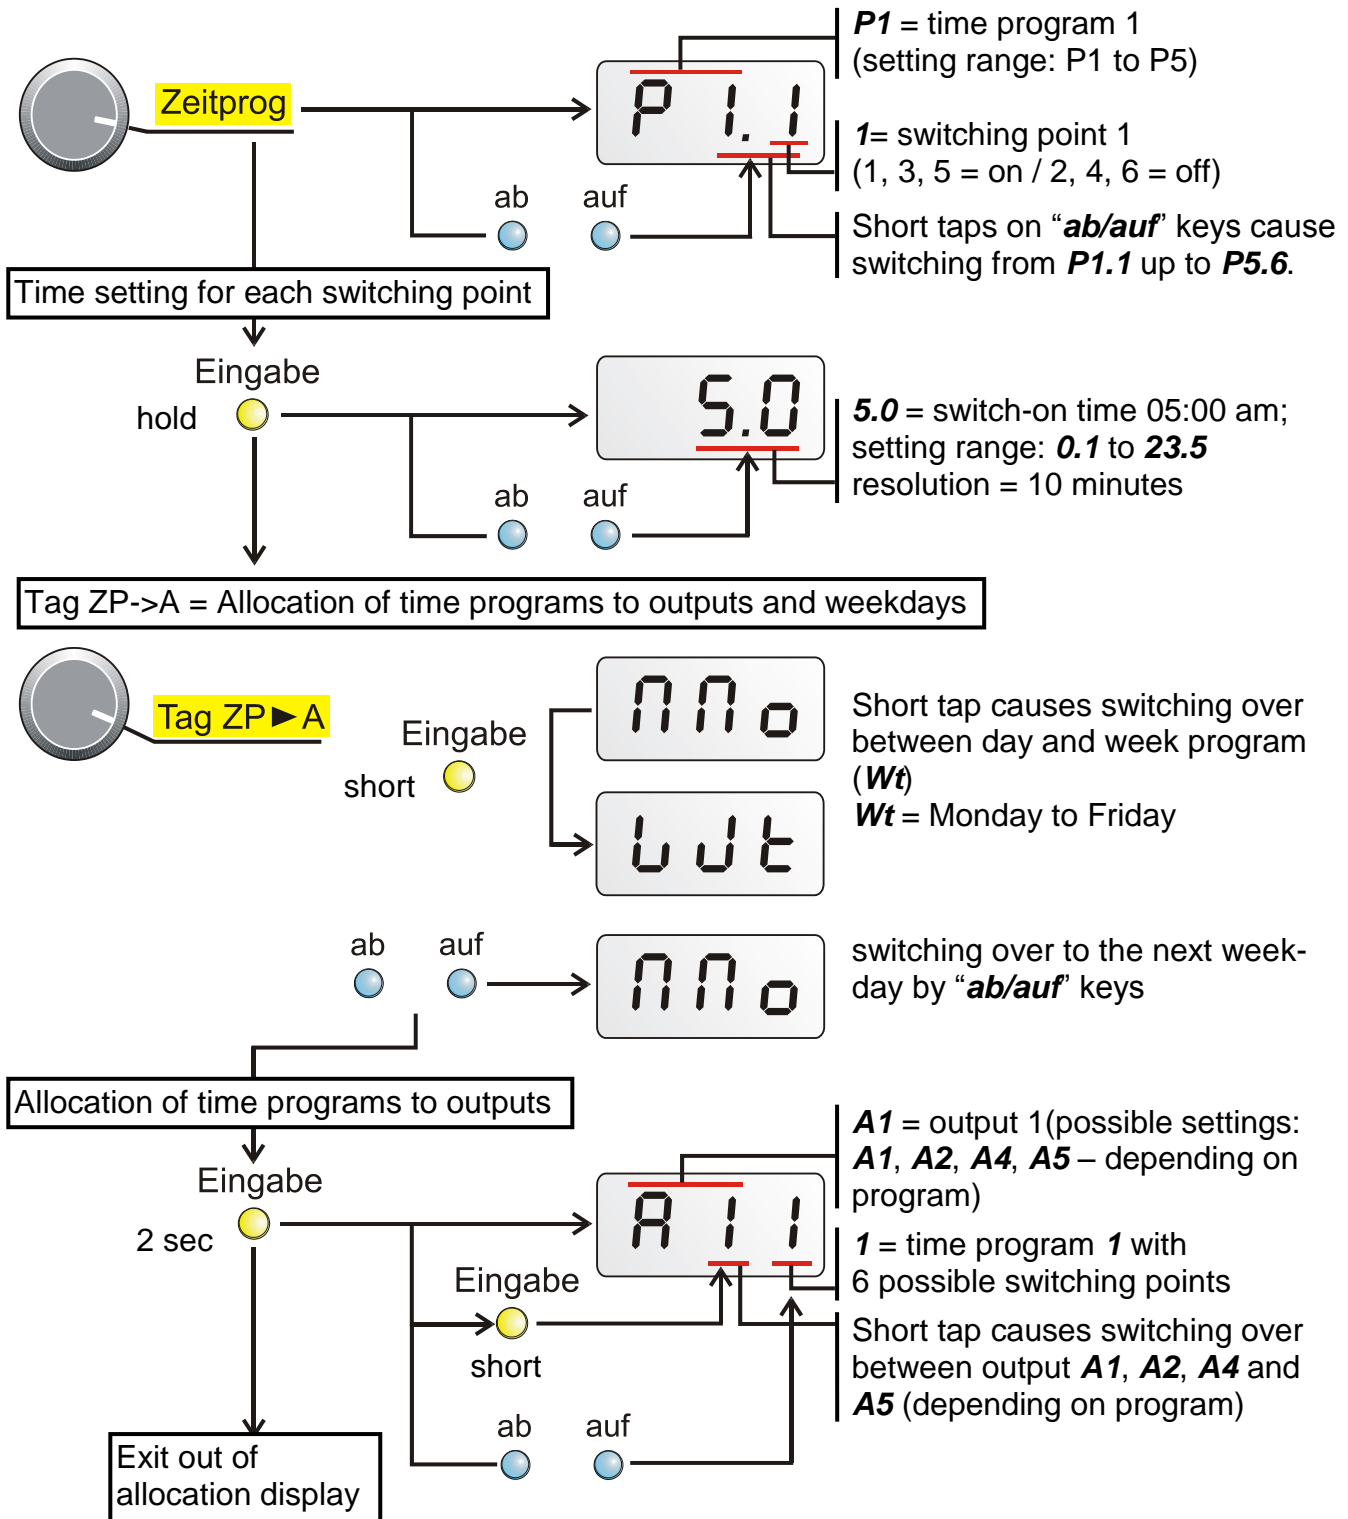 P1 = time program 1
(setting range: P1 to P5)
Zeitprog
P 1.1
1= switching point 1
(1, 3, 5 = on / 2, 4, 6 = off)
ab auf
Short taps on “ab/auf” keys cause
switching from P1.1 up to P5.6.
Time setting for each switching point
Eingabe
hold
5.0
5.0 = switch-on time 05:00 am;
setting range: 0.1 to 23.5
resolution = 10 minutes
ab auf
Tag ZP->A = Allocation of time programs to outputs and weekdays
Tag ZP►A
Eingabe
short
MMo
Short tap causes switching over
between day and week program
(Wt)
Wt = Monday to Friday
Wt
ab auf
MMo
switching over to the next week-
day by “ab/auf” keys
Allocation of time programs to outputs
Eingabe
2 sec
A 1 1
A1 = output 1(possible settings:
A1, A2, A4, A5 – depending on
program)
1 = time program 1 with
6 possible switching points
Eingabe
short
Short tap causes switching over
between output A1, A2, A4 and
A5 (depending on program)
ab auf
Exit out of
allocation display